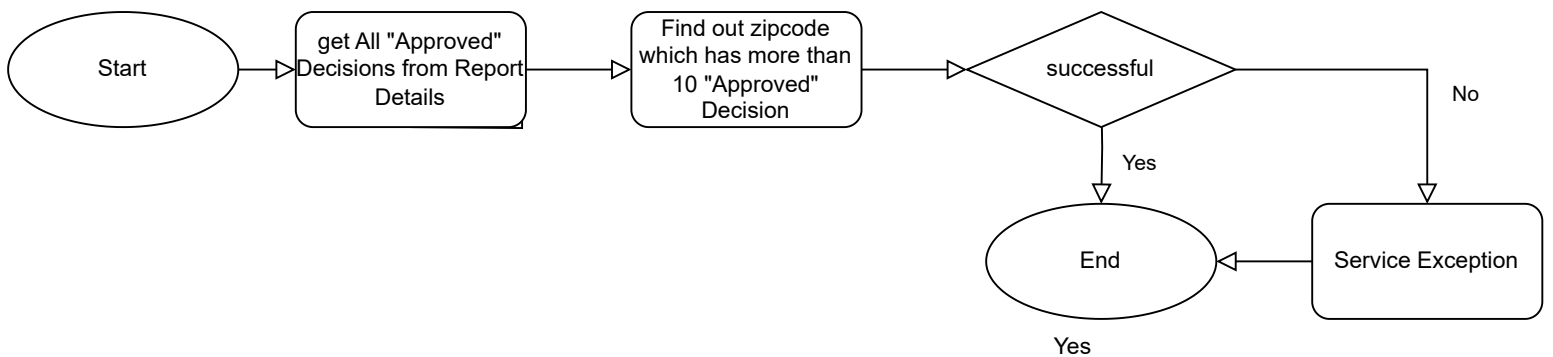 Start
get All "Approved"
Decisions from Report
Details
Find out zipcode
which has more than
10 "Approved"
Decision
successful
No
Yes
End
Service Exception
Yes